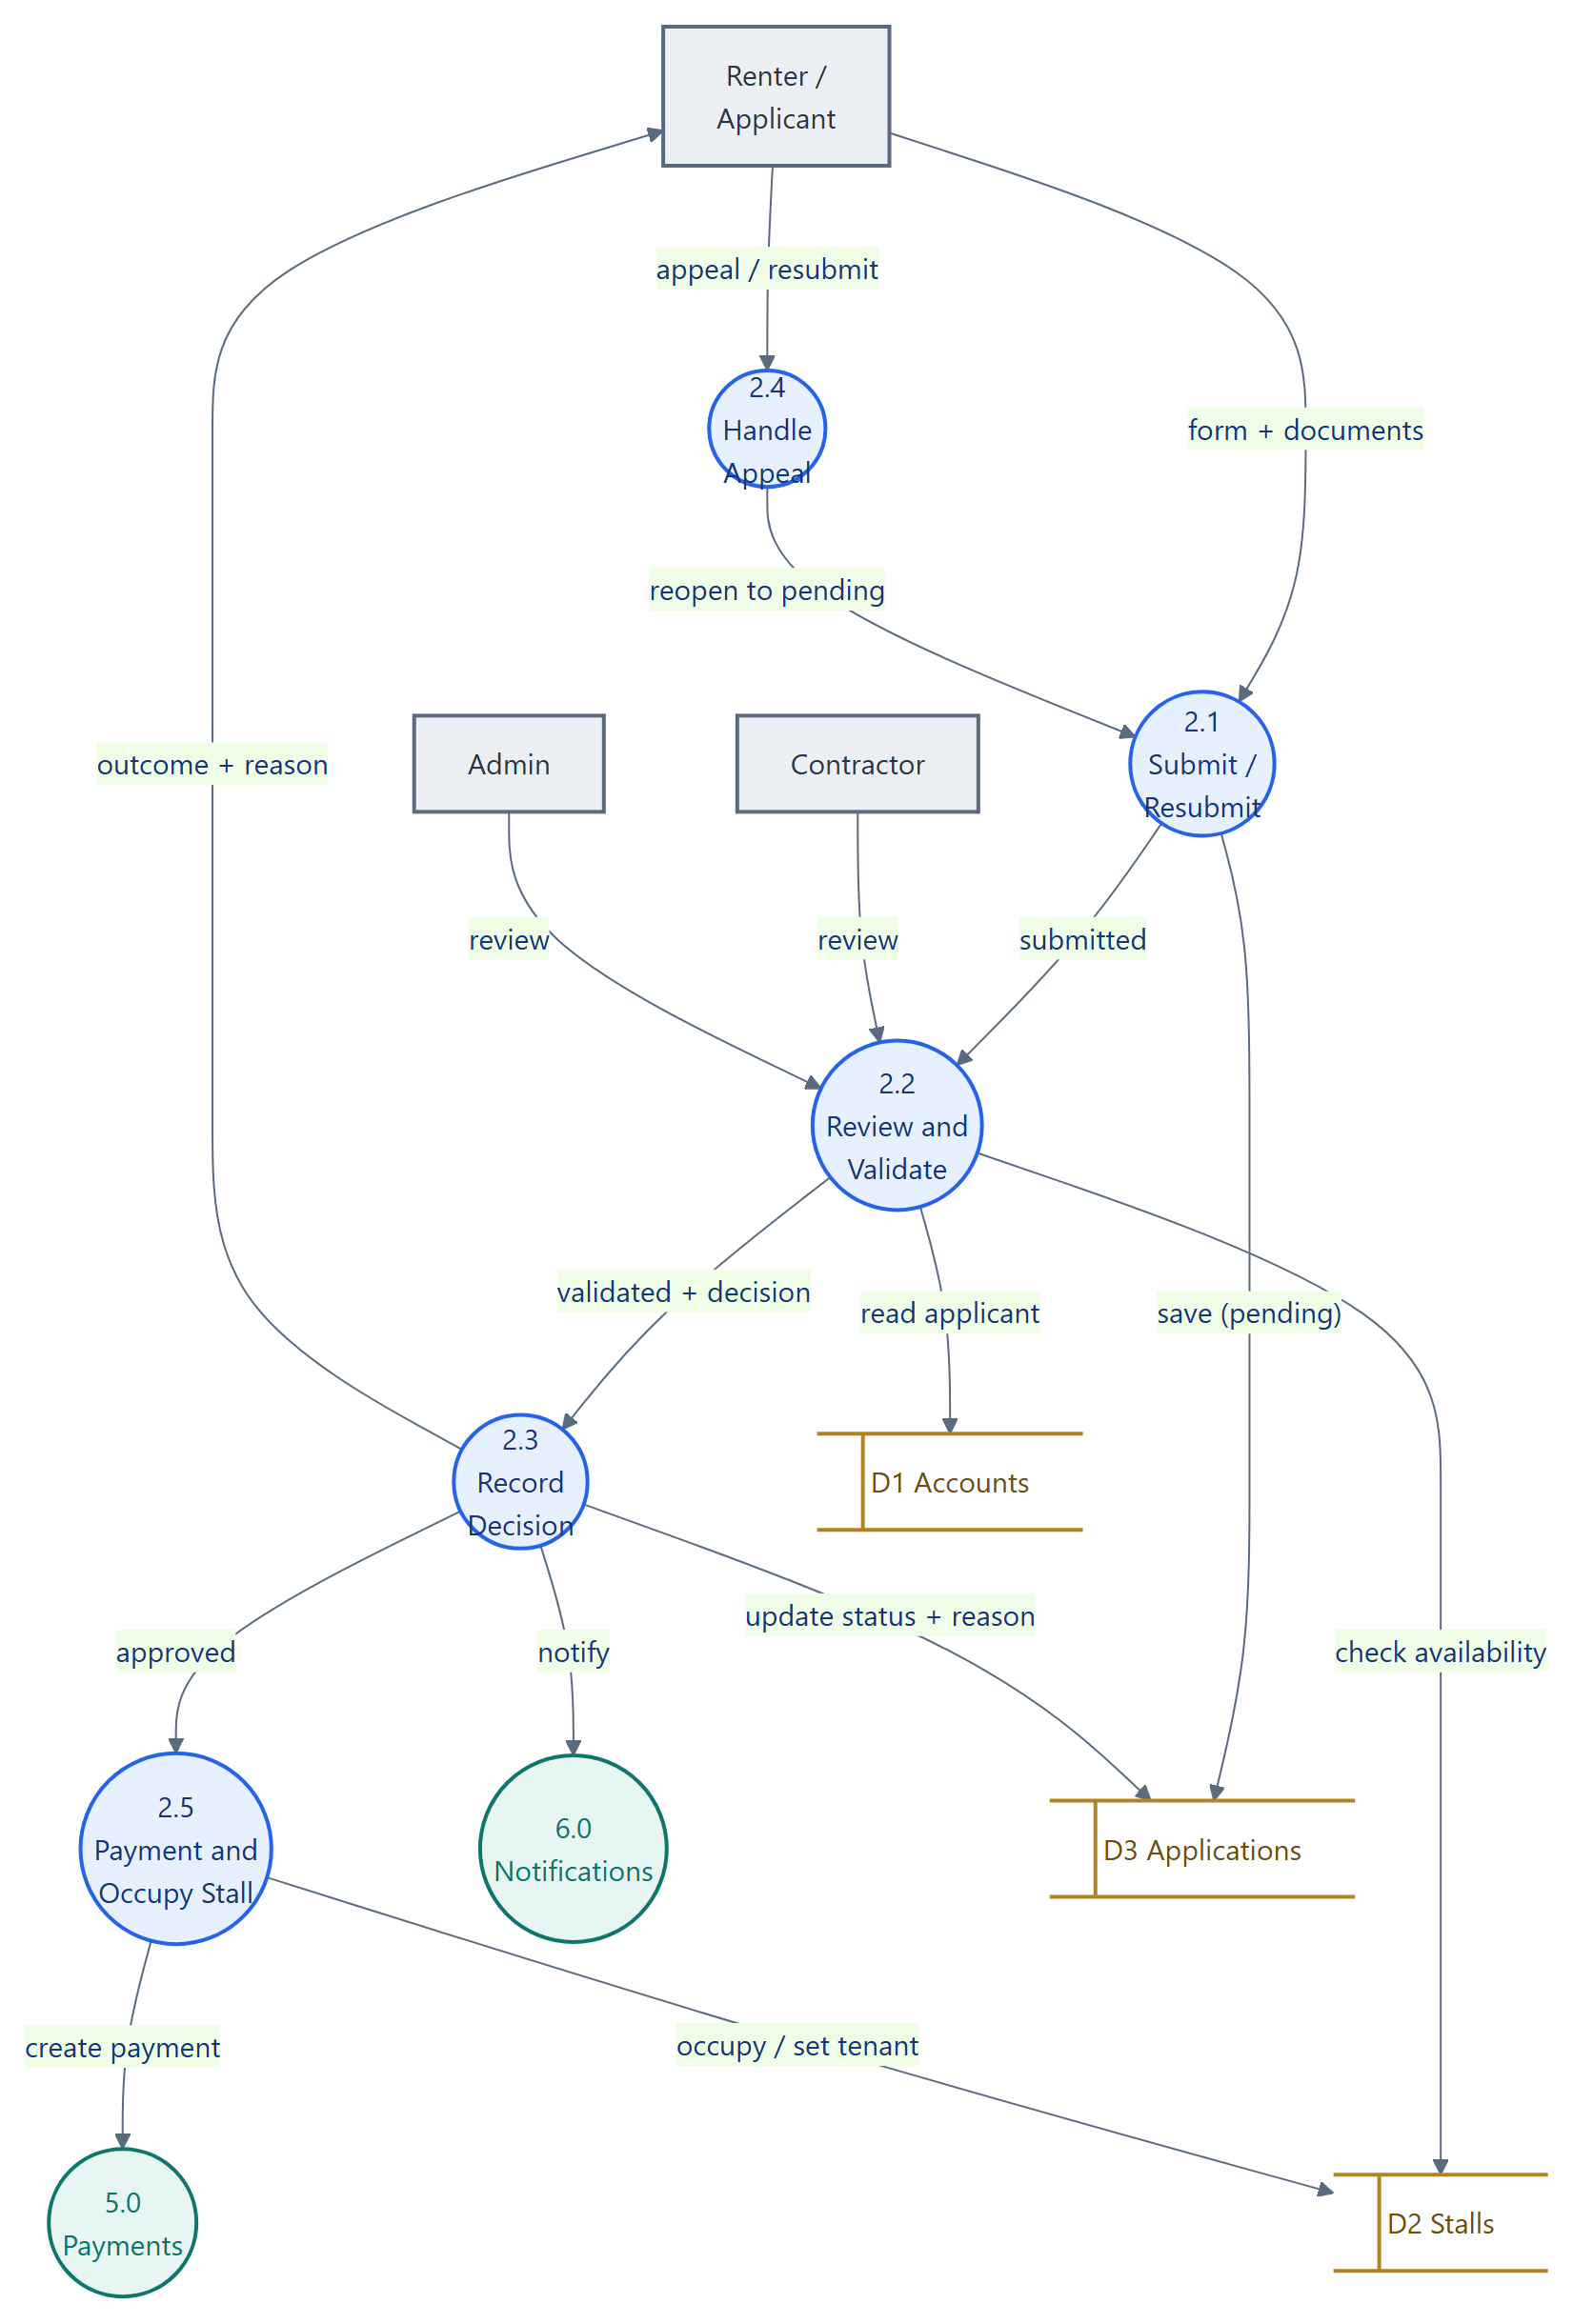 Renter /
Applicant
appeal / resubmit
2.4
Handle
Appeal
form + documents
reopen to pending
2.1
Submit /
Resubmit
outcome + reason
Admin
Contractor
review
review
submitted
2.2
Review and
Validate
validated + decision
read applicant
save (pending)
2.3
Record
Decision
D1 Accounts
update status + reason
approved
notify
check availability
2.5
Payment and
Occupy Stall
6.0
Notifications
D3 Applications
create payment
occupy / set tenant
5.0
Payments
D2 Stalls